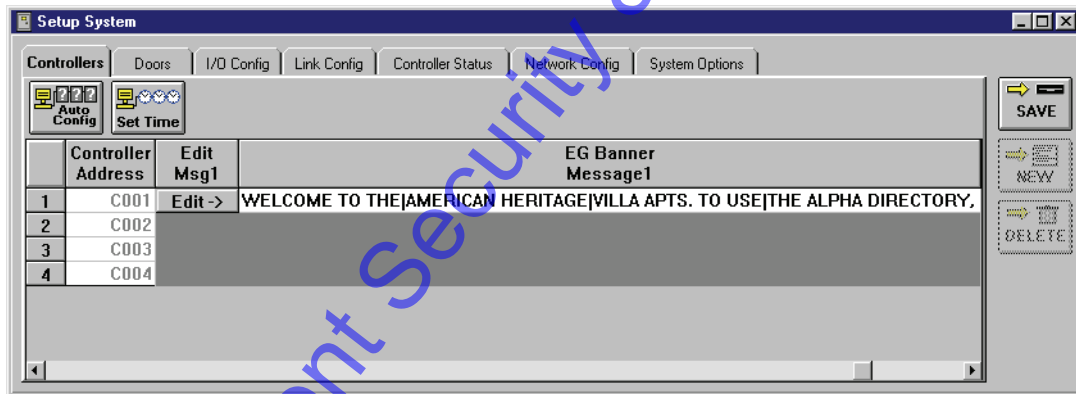 Setup System
Controllers Doors I/O Config Link Config Controller Status Network Config System Options
??? Auto Config Set Time
SAVE
Controller Address Edit Msg1 EG Banner Message1
NEW
1 C001 Edit -> WELCOME TO THE|AMERICAN HERITAGE|VILLA APTS. TO USE|THE ALPHA DIRECTORY,
2 C002
DELETE
3 C003
4 C004
ent Security